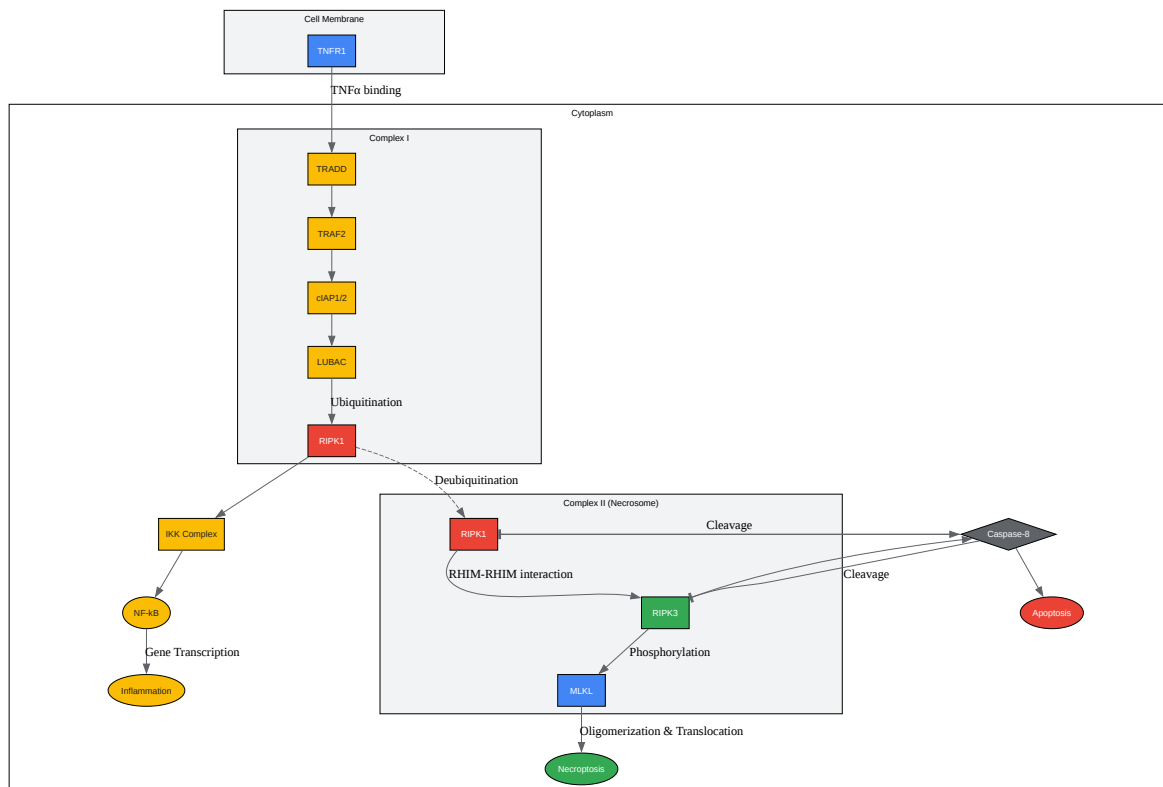 Cell Membrane
TNFR1
TNFα binding
Cytoplasm
Complex I
TRADD
TRAF2
cIAP1/2
LUBAC
Ubiquitination
RIPK1
Deubiquitination
Complex II (Necrosome)
IKK Complex
RIPK1
Cleavage
Caspase-8
RHIM-RHIM interaction
Cleavage
NF-kB
RIPK3
Apoptosis
Gene Transcription
Phosphorylation
Inflammation
MLKL
Oligomerization & Translocation
Necroptosis